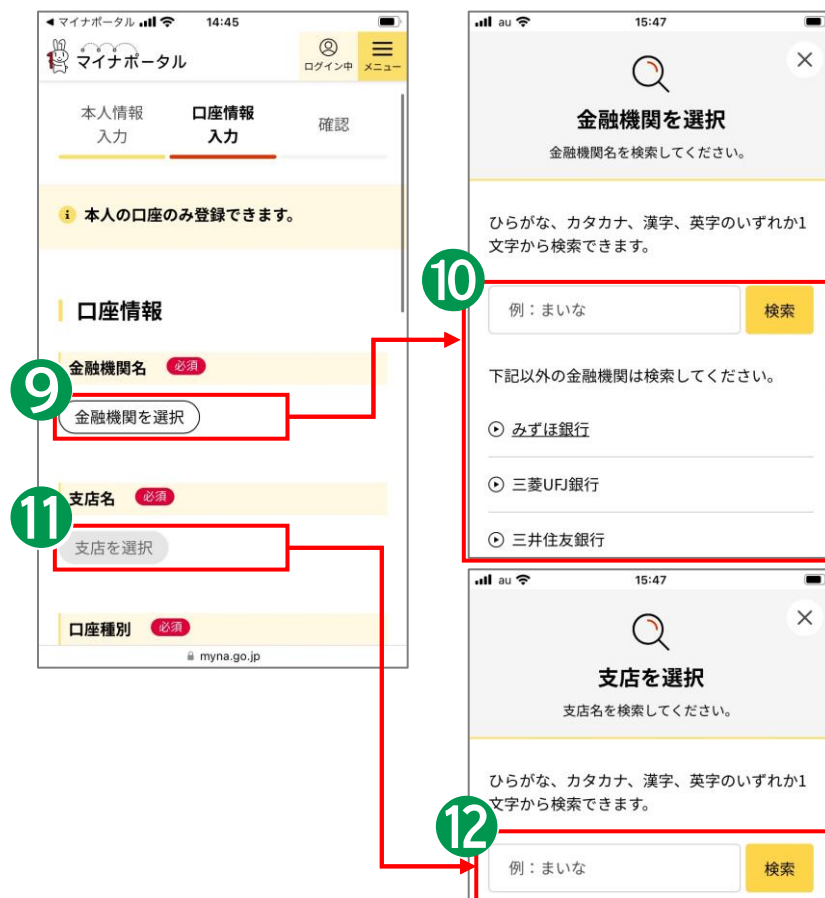 マイナポータル 14:45
マイナポータル
ログイン中 メニュー
本人情報
入力
口座情報
入力
確認
本人の口座のみ登録できます。
口座情報
金融機関名 必須
9
金融機関を選択
支店名 必須
11
支店を選択
口座種別 必須
myna.go.jp
au 15:47
金融機関を選択
金融機関名を検索してください。
ひらがな、カタカナ、漢字、英字のいずれか1
文字から検索できます。
10
例：まいな 検索
下記以外の金融機関は検索してください。
みずほ銀行
三菱UFJ銀行
三井住友銀行
au 15:47
支店を選択
支店名を検索してください。
ひらがな、カタカナ、漢字、英字のいずれか1
文字から検索できます。
12
例：まいな 検索